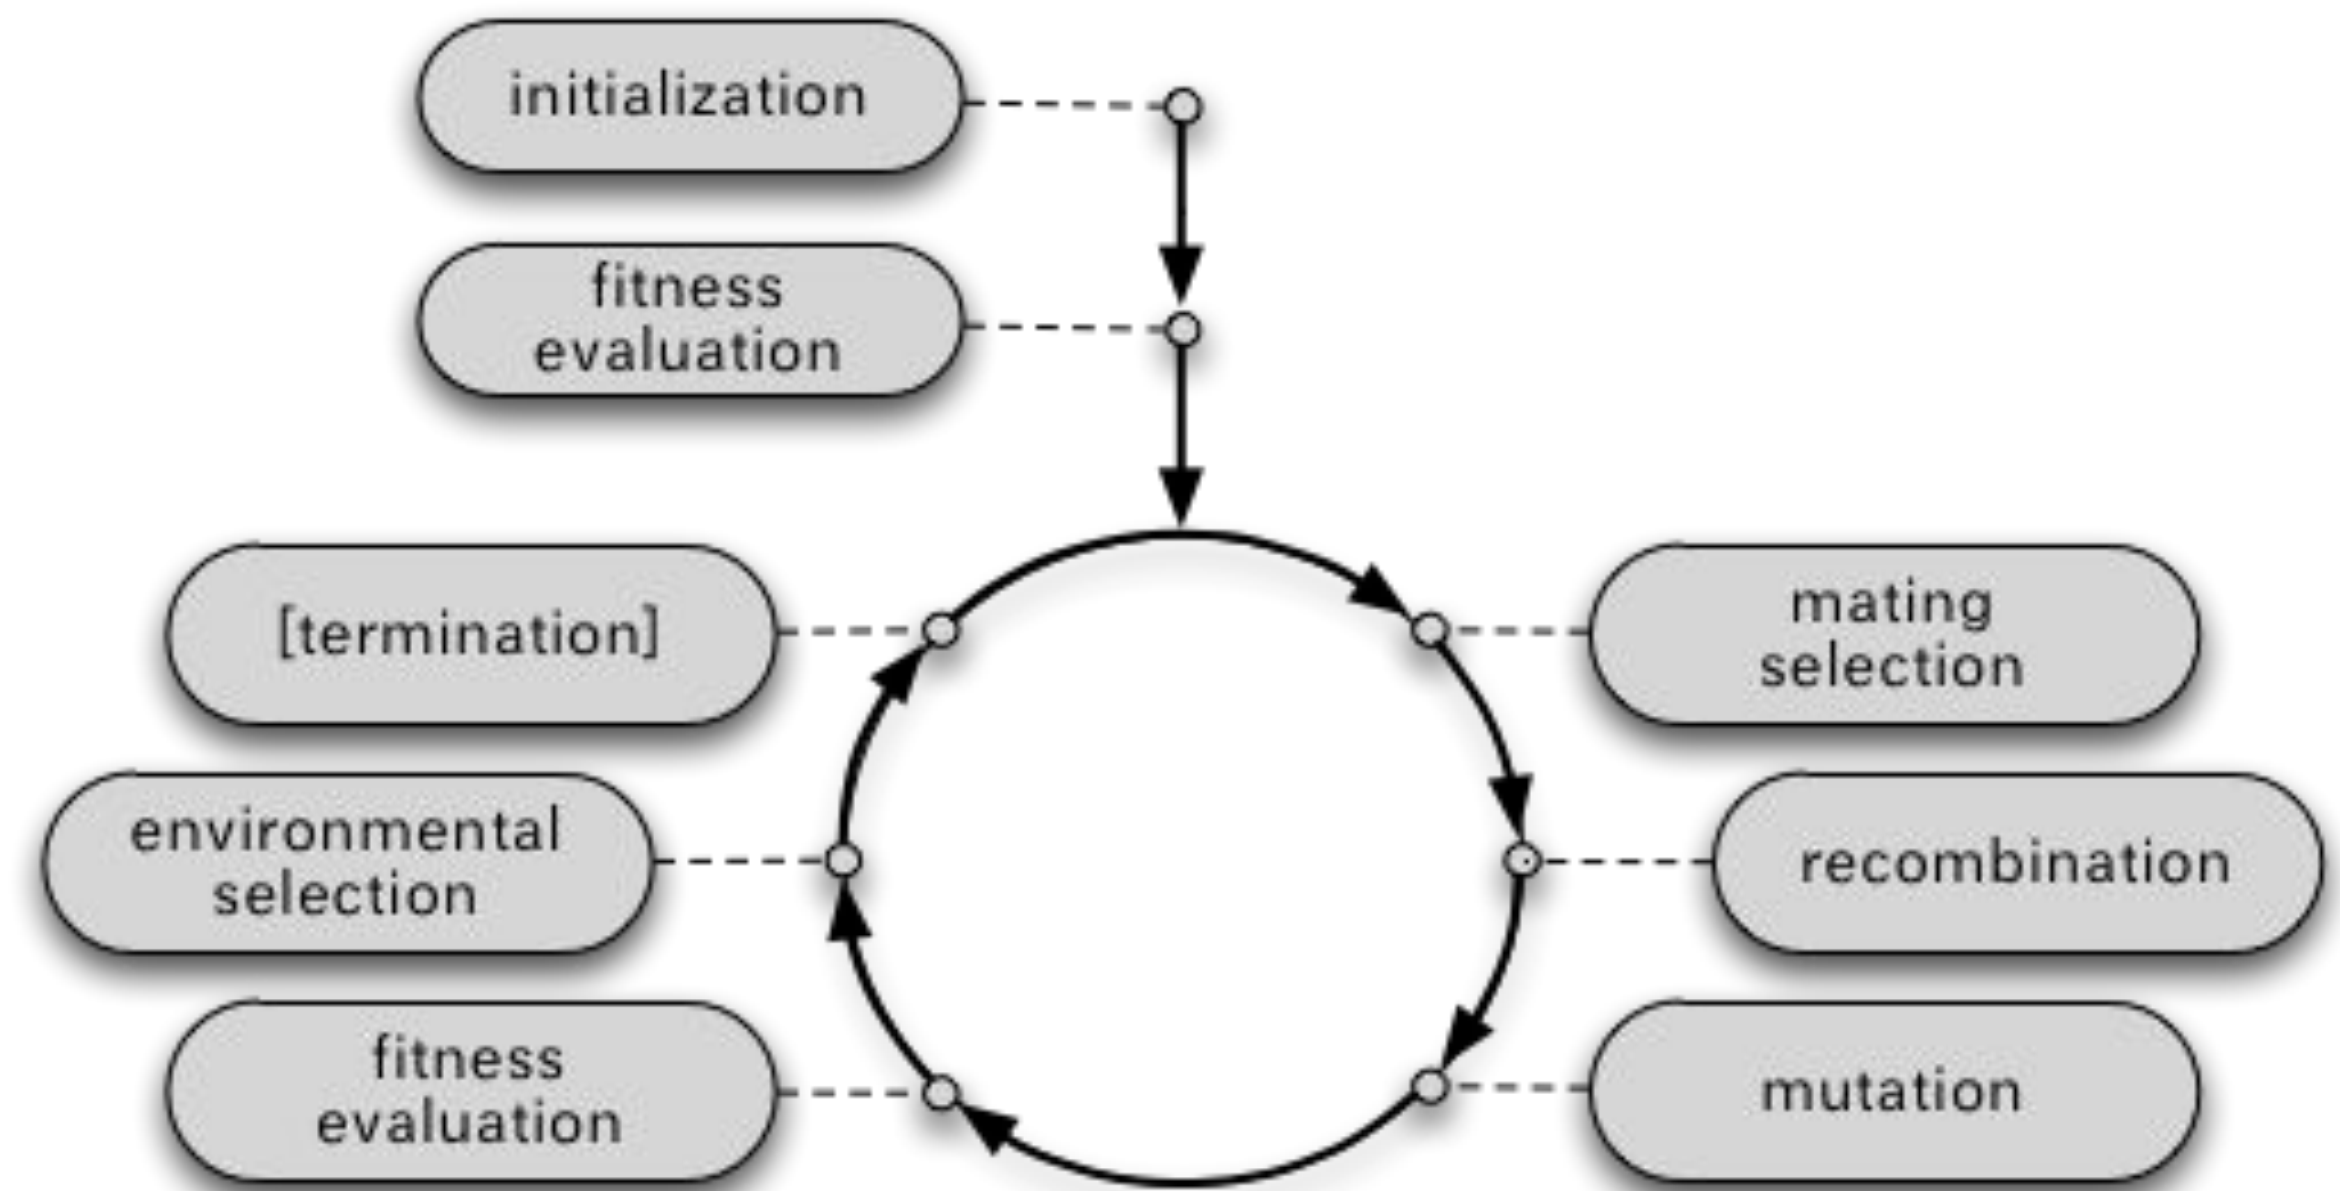 initialization
fitness
evaluation
[termination]
mating
selection
environmental
selection
recombination
fitness
evaluation
mutation